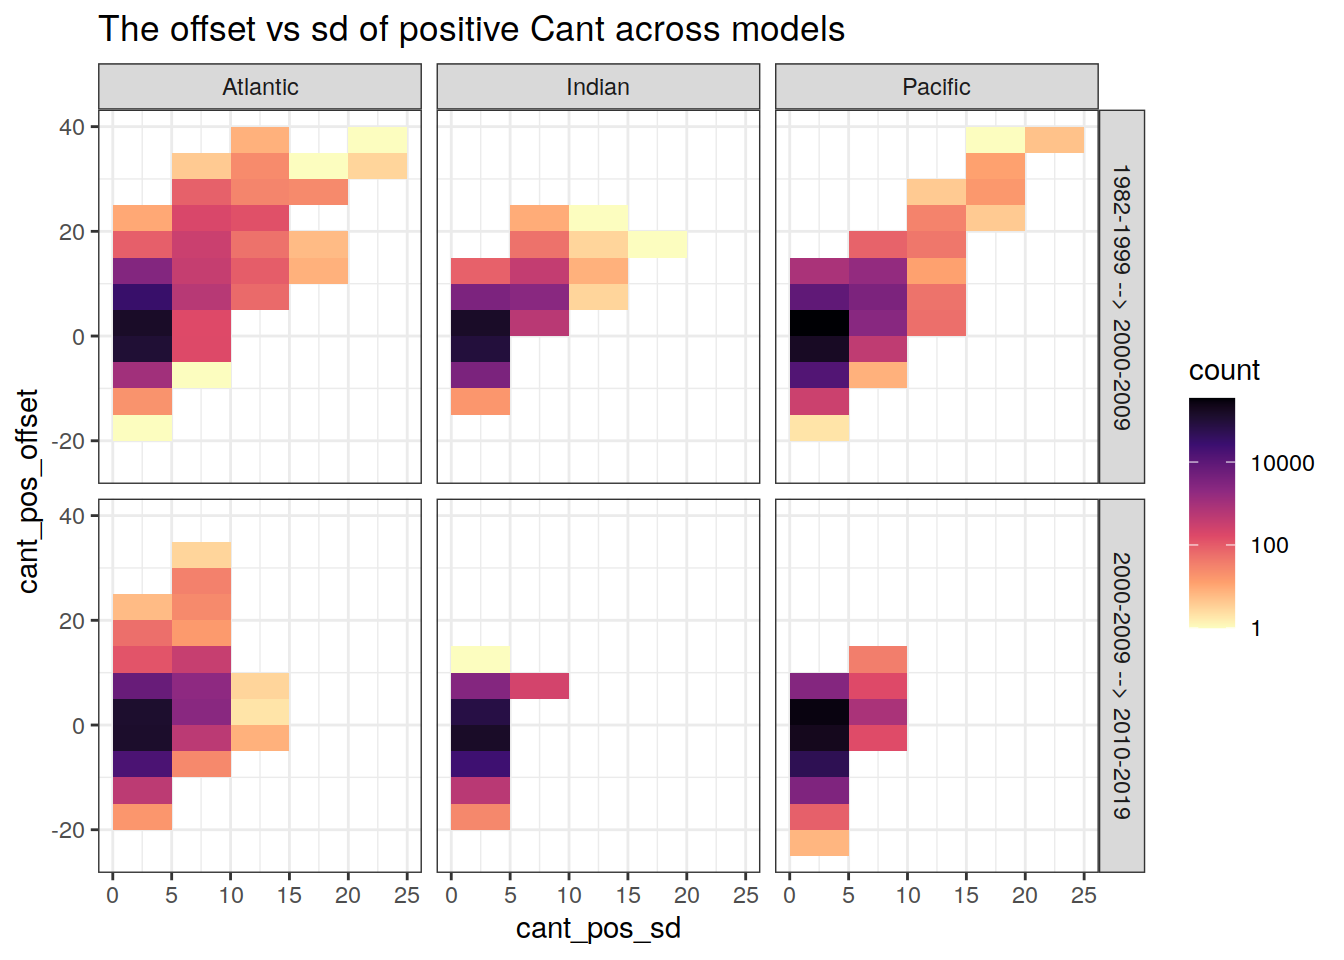 The offset vs sd of positive Cant across models
Atlantic
Indian
Pacific
40
20
0
-20
1982-1999 --> 2000-2009
40
20
0
-20
2000-2009 --> 2010-2019
cant_pos_offset
0 5 10 15 20 25
0 5 10 15 20 25
0 5 10 15 20 25
cant_pos_sd
count
10000
100
1